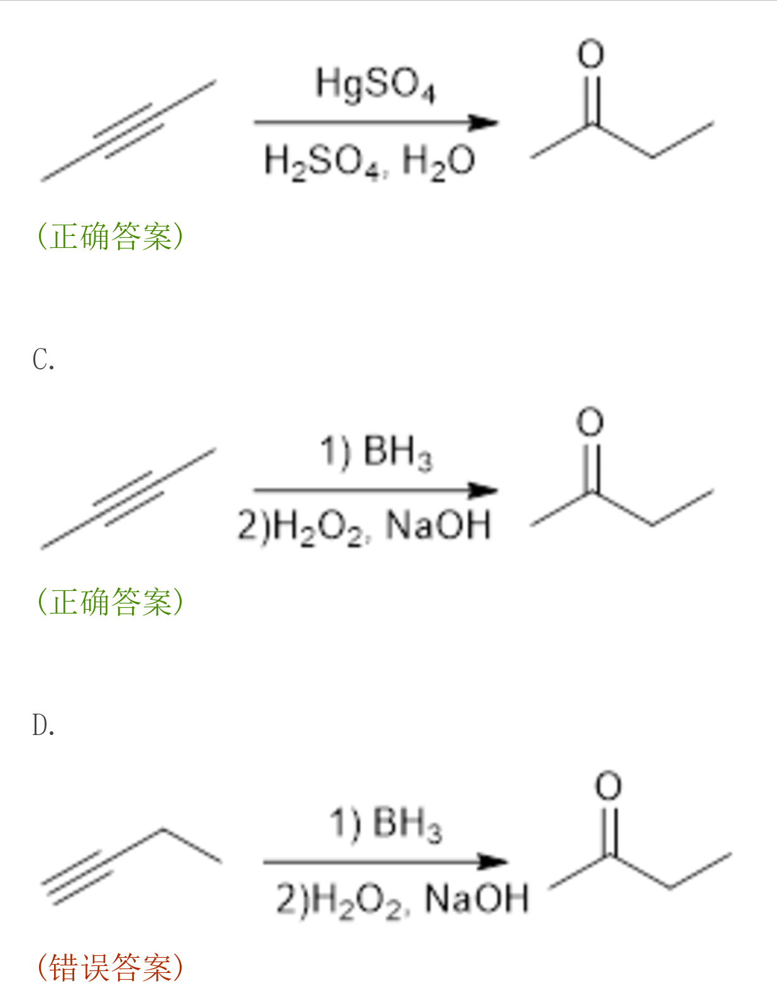 O
HgSO₄
H₂SO₄, H₂O
(正确答案)
C.
O
1) BH₃
2)H₂O₂, NaOH
(正确答案)
D.
O
1) BH₃
2)H₂O₂, NaOH
(错误答案)